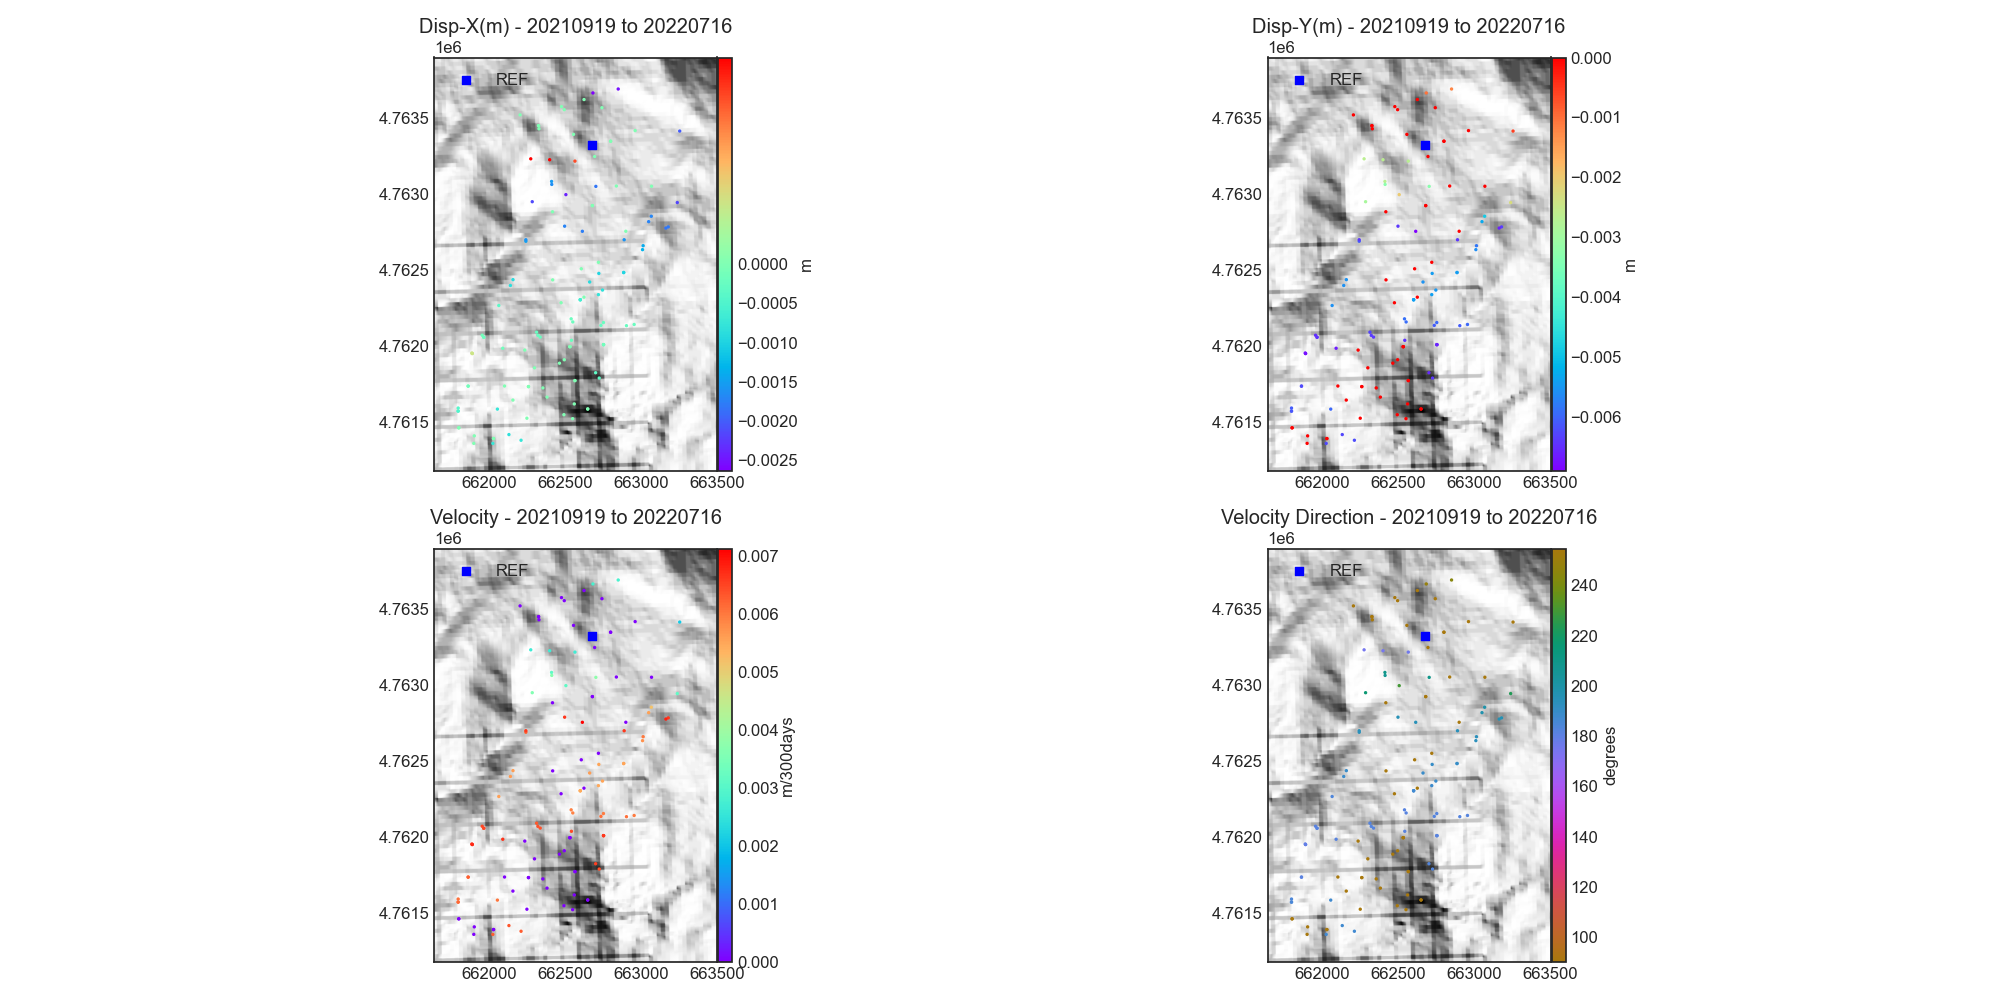 Disp-X(m) - 20210919 to 20220716
1e6
REF
4.7635
4.7630
4.7625
4.7620
4.7615
662000 662500 663000 663500
0.0000
−0.0005
−0.0010
−0.0015
−0.0020
−0.0025
m
Disp-Y(m) - 20210919 to 20220716
1e6
REF
4.7635
4.7630
4.7625
4.7620
4.7615
662000 662500 663000 663500
0.000
−0.001
−0.002
−0.003
−0.004
−0.005
−0.006
m
Velocity - 20210919 to 20220716
1e6
REF
4.7635
4.7630
4.7625
4.7620
4.7615
662000 662500 663000 663500
0.007
0.006
0.005
0.004
0.003
0.002
0.001
0.000
m/300days
Velocity Direction - 20210919 to 20220716
1e6
REF
4.7635
4.7630
4.7625
4.7620
4.7615
662000 662500 663000 663500
240
220
200
180
160
140
120
100
degrees